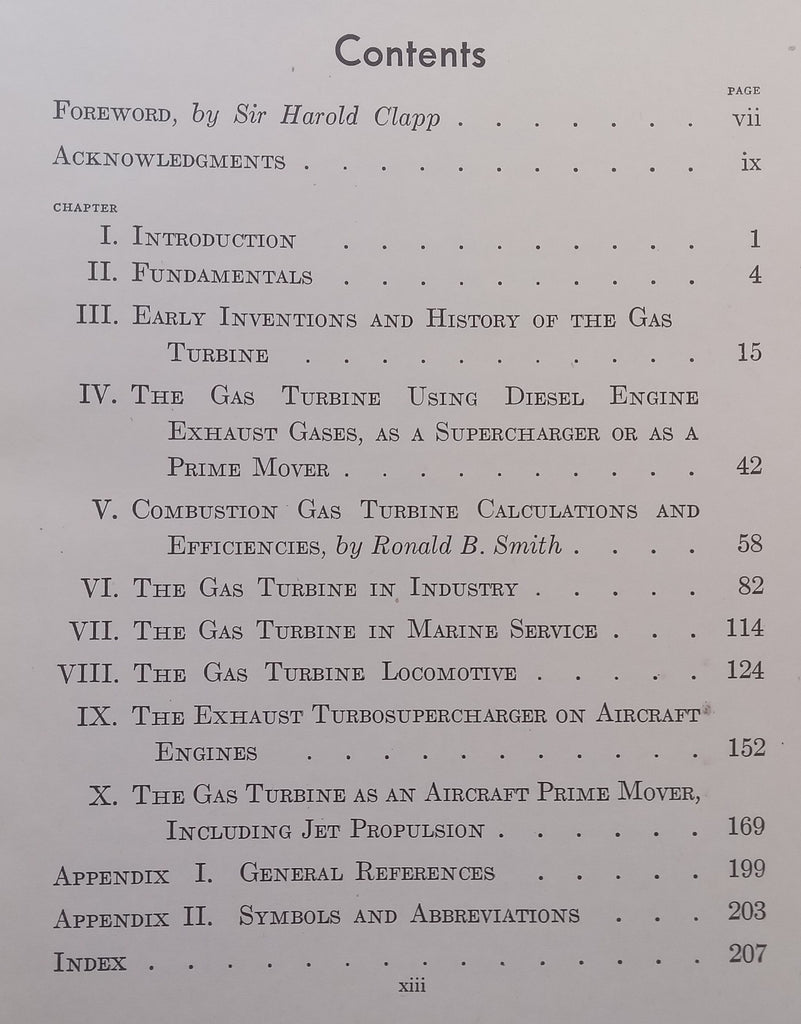 Contents
PAGE
FOREWORD, by Sir Harold Clapp . . . . . . . vii
ACKNOWLEDGMENTS . . . . . . . . . . . ix
CHAPTER
I. INTRODUCTION . . . . . . . . . . 1
II. FUNDAMENTALS . . . . . . . . . . 4
III. EARLY INVENTIONS AND HISTORY OF THE GAS
TURBINE . . . . . . . . . . . 15
IV. THE GAS TURBINE USING DIESEL ENGINE
EXHAUST GASES, AS A SUPERCHARGER OR AS A
PRIME MOVER . . . . . . . . . . 42
V. COMBUSTION GAS TURBINE CALCULATIONS AND
EFFICIENCIES, by Ronald B. Smith . . . . 58
VI. THE GAS TURBINE IN INDUSTRY . . . . . 82
VII. THE GAS TURBINE IN MARINE SERVICE . . . 114
VIII. THE GAS TURBINE LOCOMOTIVE . . . . . 124
IX. THE EXHAUST TURBOSUPERCHARGER ON AIRCRAFT
ENGINES . . . . . . . . . . . 152
X. THE GAS TURBINE AS AN AIRCRAFT PRIME MOVER,
INCLUDING JET PROPULSION . . . . . . 169
APPENDIX I. GENERAL REFERENCES . . . . . 199
APPENDIX II. SYMBOLS AND ABBREVIATIONS . . . 203
INDEX . . . . . . . . . . . . . . . 207
xiii